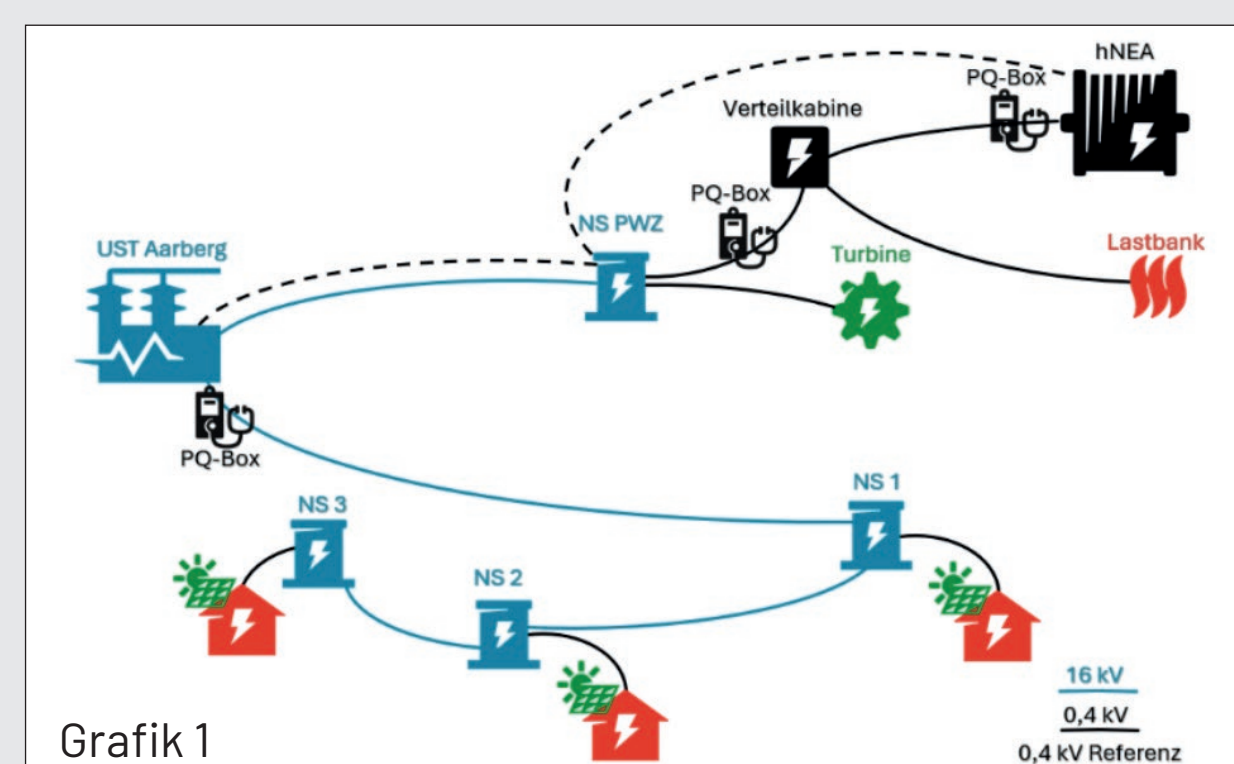 hNEA
PQ-Box
Verteilkabine
PQ-Box
NS PWZ
UST Aarberg
Turbine
Lastbank
PQ-Box
NS 1
NS 3
NS 2
16 kV
0,4 kV
0,4 kV Referenz
Grafik 1